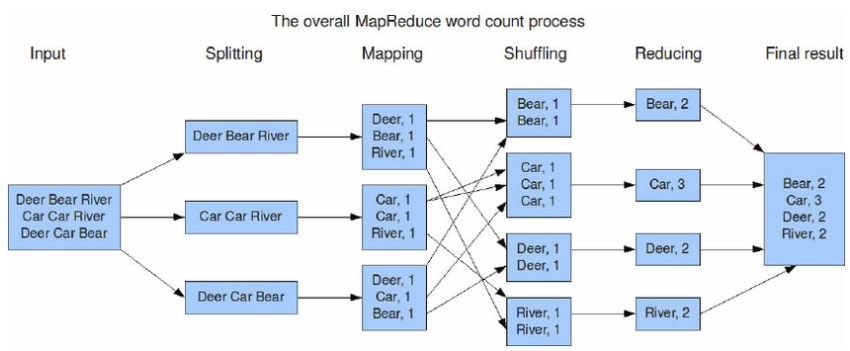 The overall MapReduce word count process
Input
Splitting
Mapping
Shuffling
Reducing
Final result
Deer Bear River
Car Car River
Deer Car Bear
Deer Bear River
Car Car River
Deer Car Bear
Deer, 1
Bear, 1
River, 1
Car, 1
Car, 1
River, 1
Deer, 1
Car, 1
Bear, 1
Bear, 1
Bear, 1
Car, 1
Car, 1
Car, 1
Deer, 1
Deer, 1
River, 1
River, 1
Bear, 2
Car, 3
Deer, 2
River, 2
Bear, 2
Car, 3
Deer, 2
River, 2